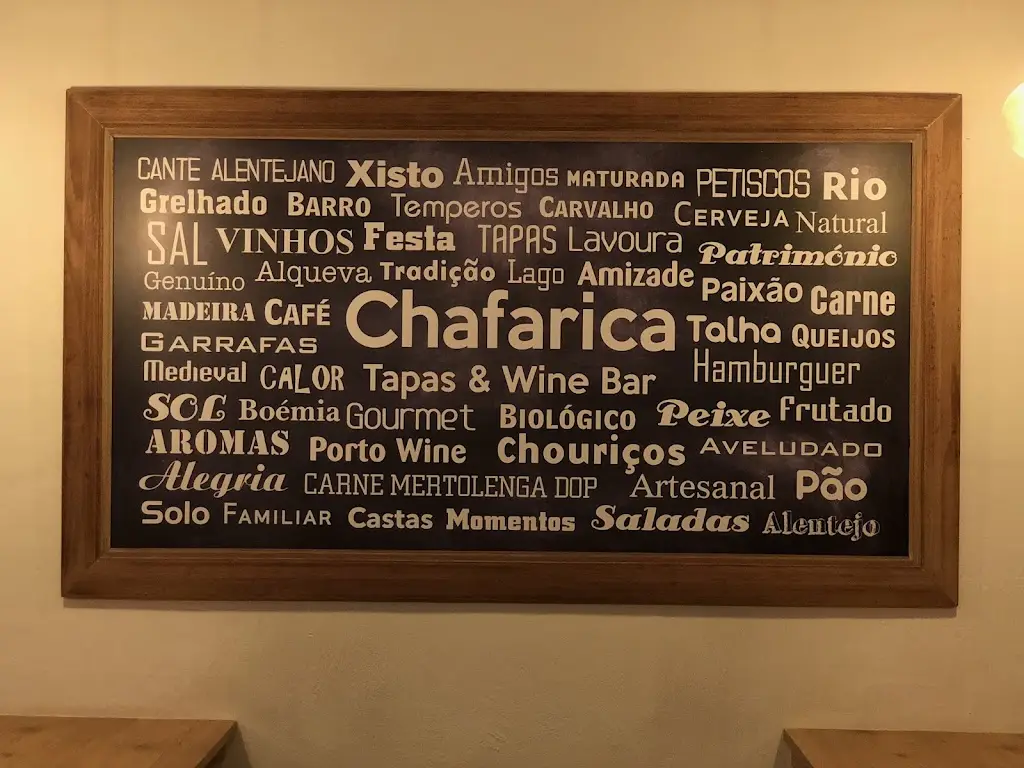 CANTE ALENTEJANO Xisto Amigos MATURADA PETISCOS Rio
Grelhado BARRO Temperos CARVALHO CERVEJA Natural
SAL VINHOS Festa TAPAS Lavoura Património
Genuíno Alqueva Tradição Lago Amizade Paixão Carne
MADEIRA CAFÉ Chafarica Talha QUEIJOS
GARRAFAS
Medieval CALOR Tapas & Wine Bar Hamburguer
SOL Boémia Gourmet BIOLÓGICO Peixe Frutado
AROMAS Porto Wine Chouriços AVELUDADO
Alegria CARNE MERTOLENGA DOP Artesanal Pão
Solo FAMILIAR Castas Momentos Saladas Alentejo